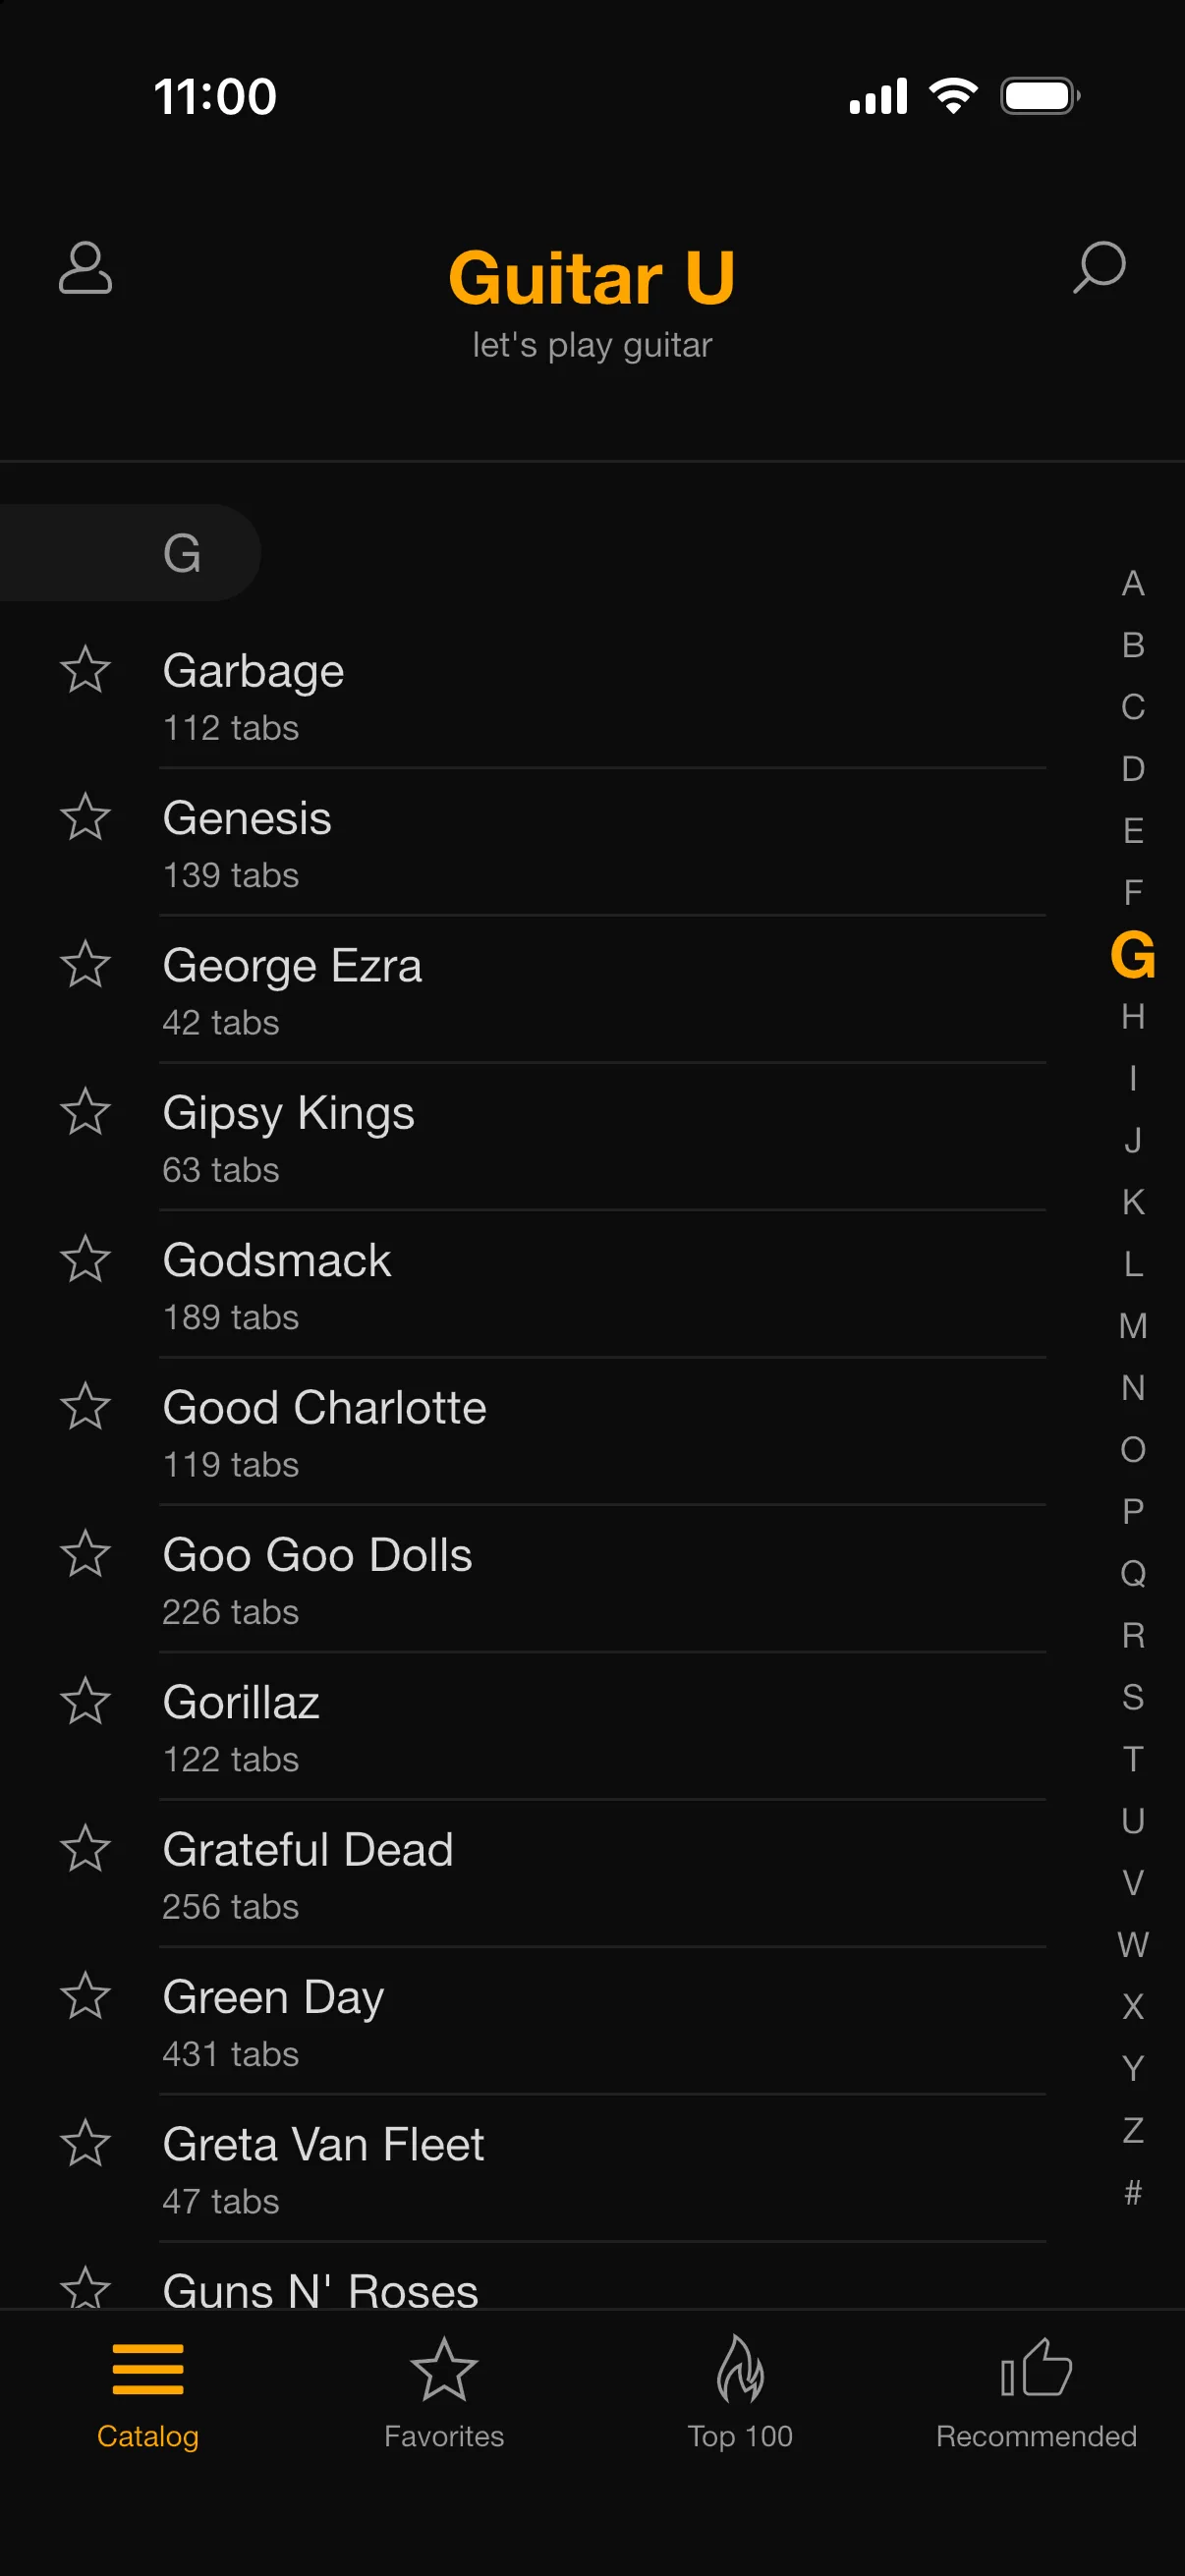 11:00
Guitar U
let's play guitar
G
Garbage
112 tabs
Genesis
139 tabs
George Ezra
42 tabs
Gipsy Kings
63 tabs
Godsmack
189 tabs
Good Charlotte
119 tabs
Goo Goo Dolls
226 tabs
Gorillaz
122 tabs
Grateful Dead
256 tabs
Green Day
431 tabs
Greta Van Fleet
47 tabs
Guns N' Roses
A
B
C
D
E
F
G
H
I
J
K
L
M
N
O
P
Q
R
S
T
U
V
W
X
Y
Z
#
Catalog
Favorites
Top 100
Recommended